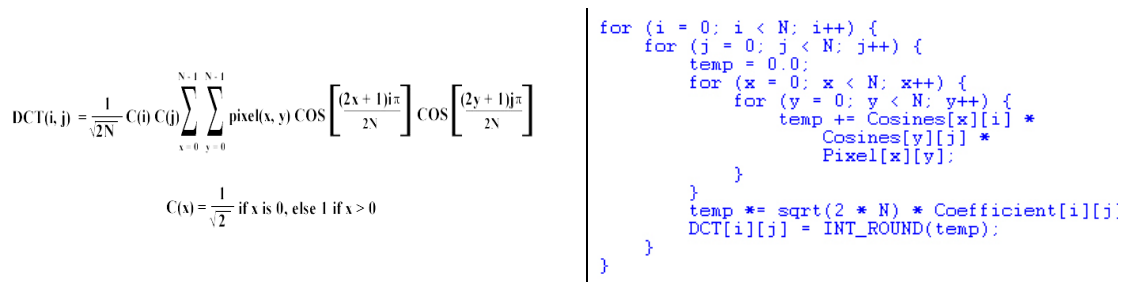 DCT(i, j) = 1/√2N C(i) C(j) N-1 ∑ x=0 N-1 ∑ y=0 pixel(x, y) COS [(2x + 1)iπ / 2N] COS [(2y + 1)jπ / 2N]
C(x) = 1/√2 if x is 0, else 1 if x > 0
for (i = 0; i < N; i++) {
for (j = 0; j < N; j++) {
temp = 0.0;
for (x = 0; x < N; x++) {
for (y = 0; y < N; y++) {
temp += Cosines[x][i] *
Cosines[y][j] *
Pixel[x][y];
}
}
temp *= sqrt(2 * N) * Coefficient[i][j
DCT[i][j] = INT_ROUND(temp);
}
}